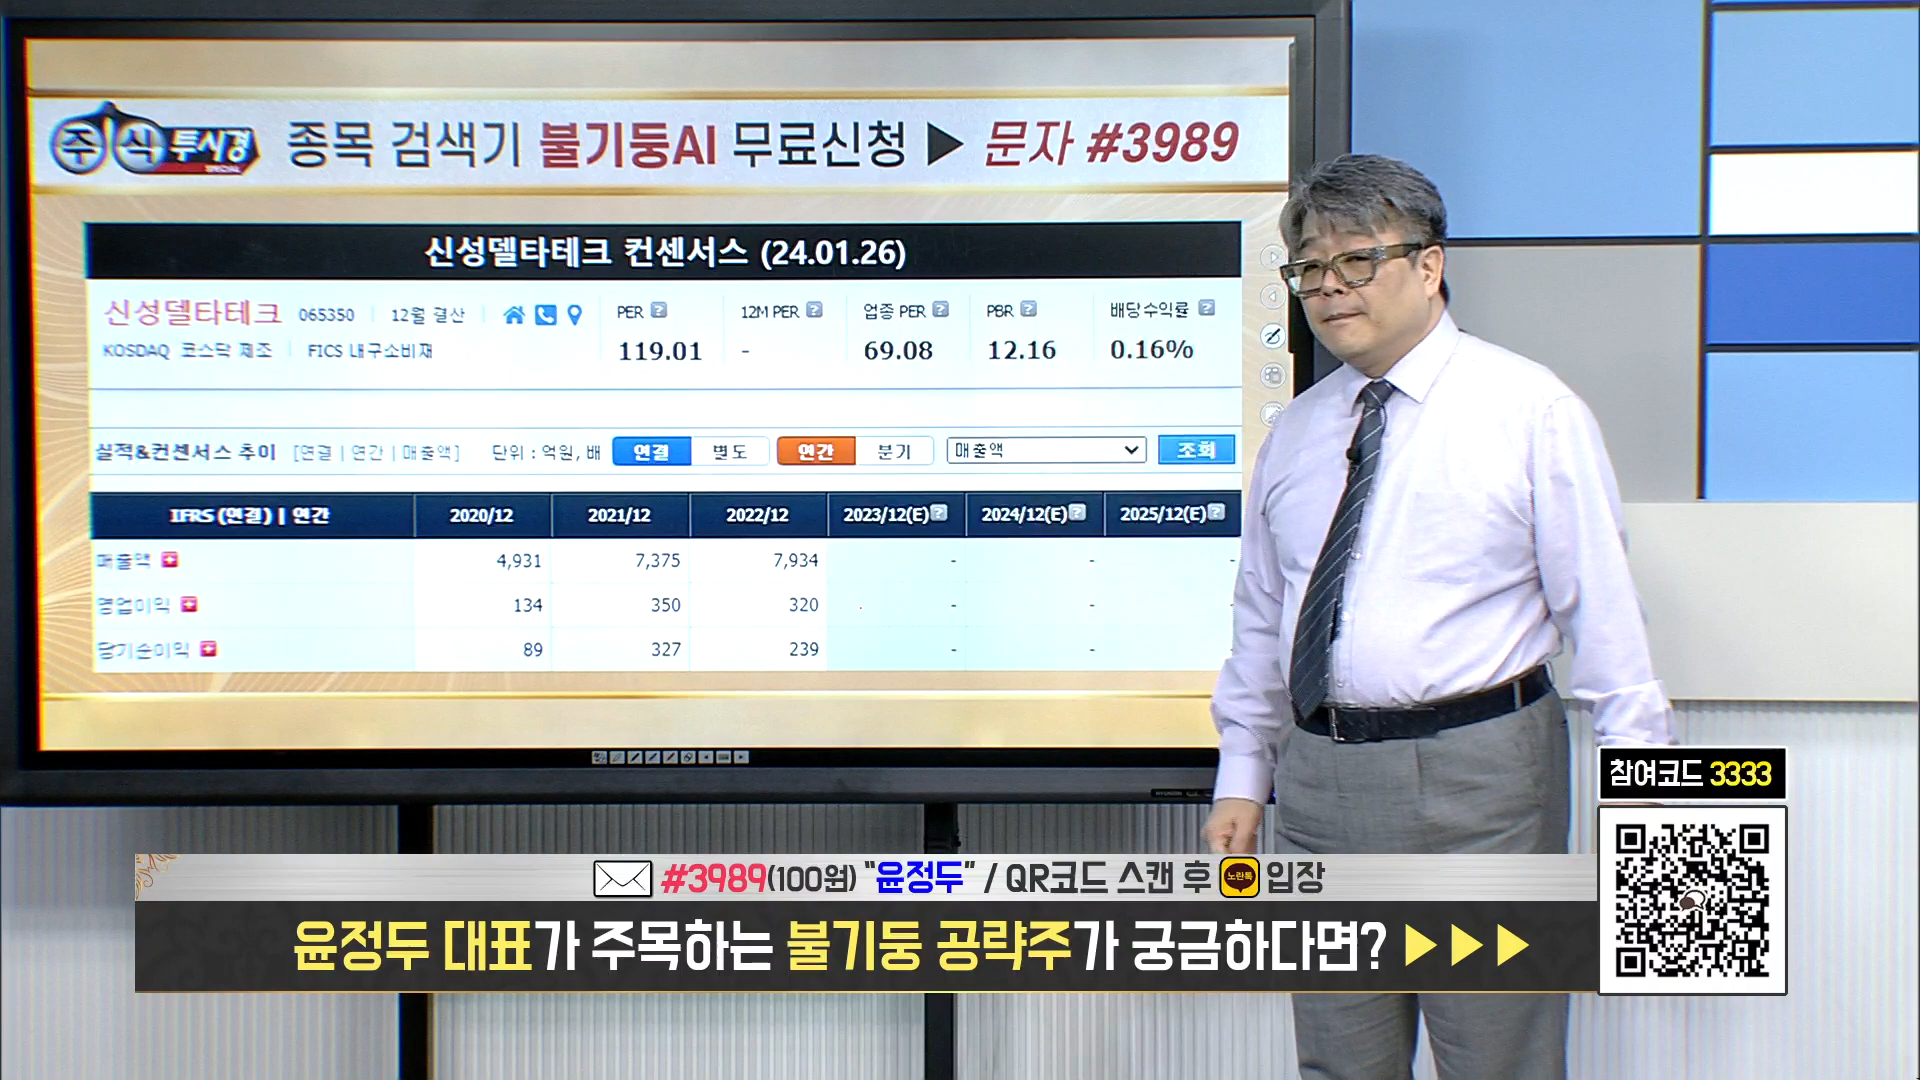 주식투시경 SPECIAL 종목 검색기 불기둥AI 무료신청 ▶ 문자 #3989
신성델타테크 컨센서스 (24.01.26)
신성델타테크 065350 12월 결산 PER 12M PER 업종 PER PBR 배당수익률
KOSDAQ 코스닥 제조 FICS 내구소비재 119.01 - 69.08 12.16 0.16%
실적&컨센서스 추이 [연결 | 연간 | 매출액] 단위 : 억원, 배 연결 별도 연간 분기 매출액 조회
IFRS (연결) | 연간 2020/12 2021/12 2022/12 2023/12(E) 2024/12(E) 2025/12(E)
매출액 4,931 7,375 7,934 - - -
영업이익 134 350 320 - - -
당기순이익 89 327 239 - - -
HYUNDAI
참여코드 3333
#3989(100원) "윤정두" / QR코드 스캔 후 노란톡 입장
윤정두 대표가 주목하는 불기둥 공략주가 궁금하다면? ▶ ▶ ▶